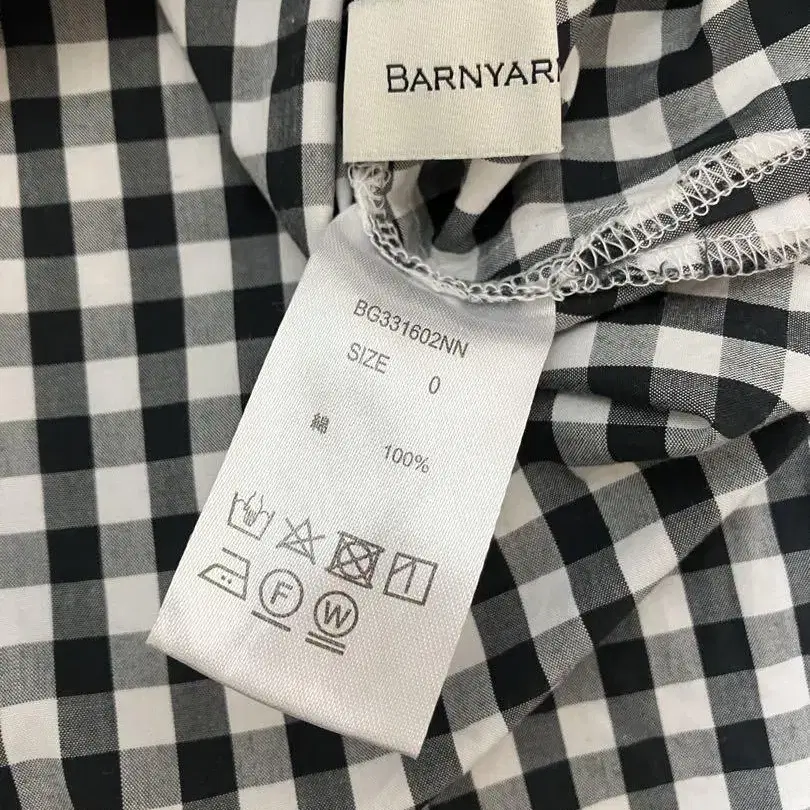 BARNYAR
BG331602NN
SIZE 0
綿 100%
F W